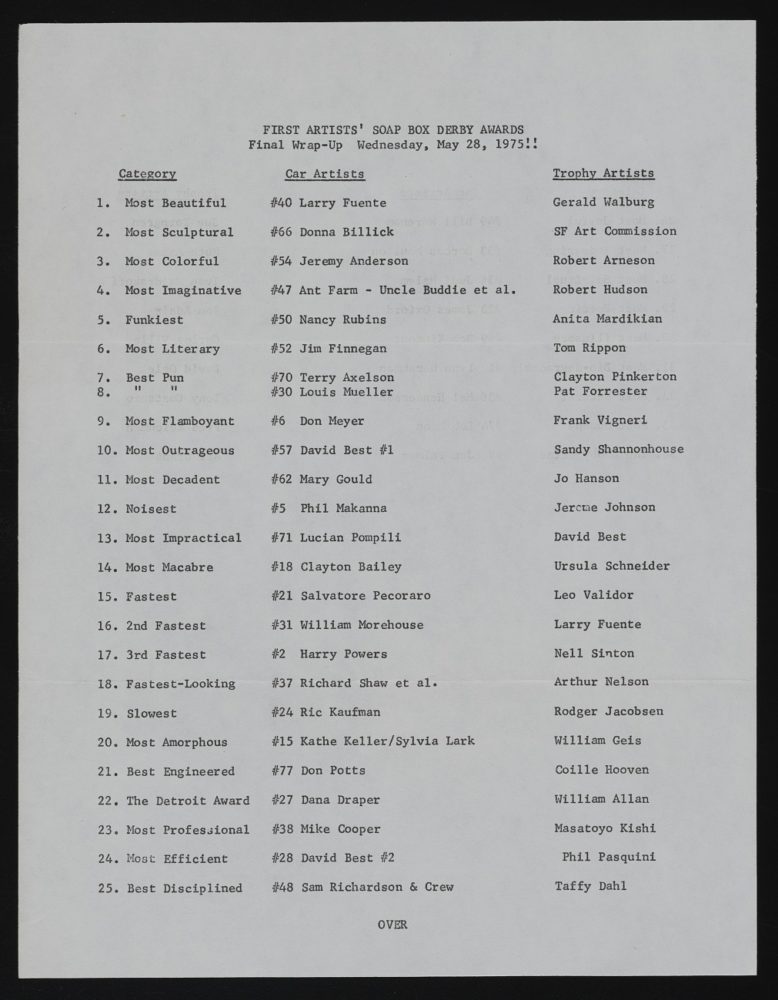 FIRST ARTISTS' SOAP BOX DERBY AWARDS
Final Wrap-Up Wednesday, May 28, 1975!!
Category Car Artists Trophy Artists
1. Most Beautiful #40 Larry Fuente Gerald Walburg
2. Most Sculptural #66 Donna Billick SF Art Commission
3. Most Colorful #54 Jeremy Anderson Robert Arneson
4. Most Imaginative #47 Ant Farm - Uncle Buddie et al. Robert Hudson
5. Funkiest #50 Nancy Rubins Anita Mardikian
6. Most Literary #52 Jim Finnegan Tom Rippon
7. Best Pun #70 Terry Axelson Clayton Pinkerton
8. " " #30 Louis Mueller Pat Forrester
9. Most Flamboyant #6 Don Meyer Frank Vigneri
10. Most Outrageous #57 David Best #1 Sandy Shannonhouse
11. Most Decadent #62 Mary Gould Jo Hanson
12. Noisest #5 Phil Makanna Jerome Johnson
13. Most Impractical #71 Lucian Pompili David Best
14. Most Macabre #18 Clayton Bailey Ursula Schneider
15. Fastest #21 Salvatore Pecoraro Leo Validor
16. 2nd Fastest #31 William Morehouse Larry Fuente
17. 3rd Fastest #2 Harry Powers Nell Sinton
18. Fastest-Looking #37 Richard Shaw et al. Arthur Nelson
19. Slowest #24 Ric Kaufman Rodger Jacobsen
20. Most Amorphous #15 Kathe Keller/Sylvia Lark William Geis
21. Best Engineered #77 Don Potts Coille Hooven
22. The Detroit Award #27 Dana Draper William Allan
23. Most Professional #38 Mike Cooper Masatoyo Kishi
24. Most Efficient #28 David Best #2 Phil Pasquini
25. Best Disciplined #48 Sam Richardson & Crew Taffy Dahl
OVER